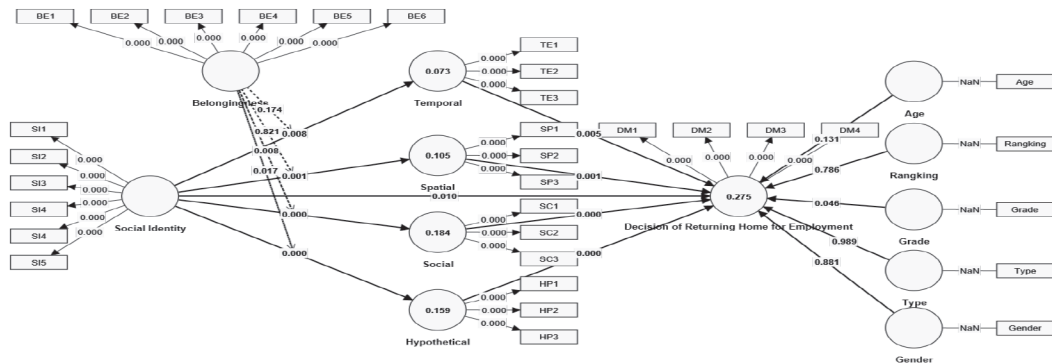 BE1 BE2 BE3 BE4 BE5 BE6
0.000 0.000 0.000 0.000 0.000 0.000
Belongingness
0.174
0.821
0.008
0.017
SI1
SI2
SI3
SI4
SI4
SI5
0.000
0.000
0.000
0.000
0.000
0.000
Social Identity
0.008
0.001
0.010
0.000
0.000
0.073
Temporal
0.000
0.000
0.000
TE1
TE2
TE3
0.105
Spatial
0.000
0.000
0.000
SP1
SP2
SP3
0.184
Social
0.000
0.000
0.000
SC1
SC2
SC3
0.159
Hypothetical
0.000
0.000
0.000
HP1
HP2
HP3
0.005
0.001
0.000
0.000
DM1 DM2 DM3 DM4
0.000 0.000 0.000 0.000
0.275
Decision of Returning Home for Employment
0.131
0.786
0.046
0.989
0.881
Age
NaN
Age
Rangking
NaN
Rangking
Grade
NaN
Grade
Type
NaN
Type
Gender
NaN
Gender